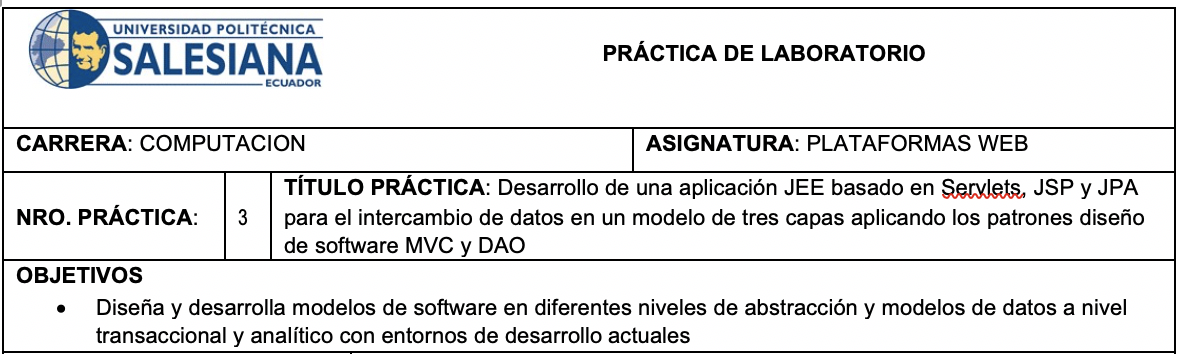 UNIVERSIDAD POLITÉCNICA
SALESIANA
ECUADOR
PRÁCTICA DE LABORATORIO
CARRERA: COMPUTACION
ASIGNATURA: PLATAFORMAS WEB
NRO. PRÁCTICA:
3
TÍTULO PRÁCTICA: Desarrollo de una aplicación JEE basado en Servlets, JSP y JPA
para el intercambio de datos en un modelo de tres capas aplicando los patrones diseño
de software MVC y DAO
OBJETIVOS
• Diseña y desarrolla modelos de software en diferentes niveles de abstracción y modelos de datos a nivel
transaccional y analítico con entornos de desarrollo actuales